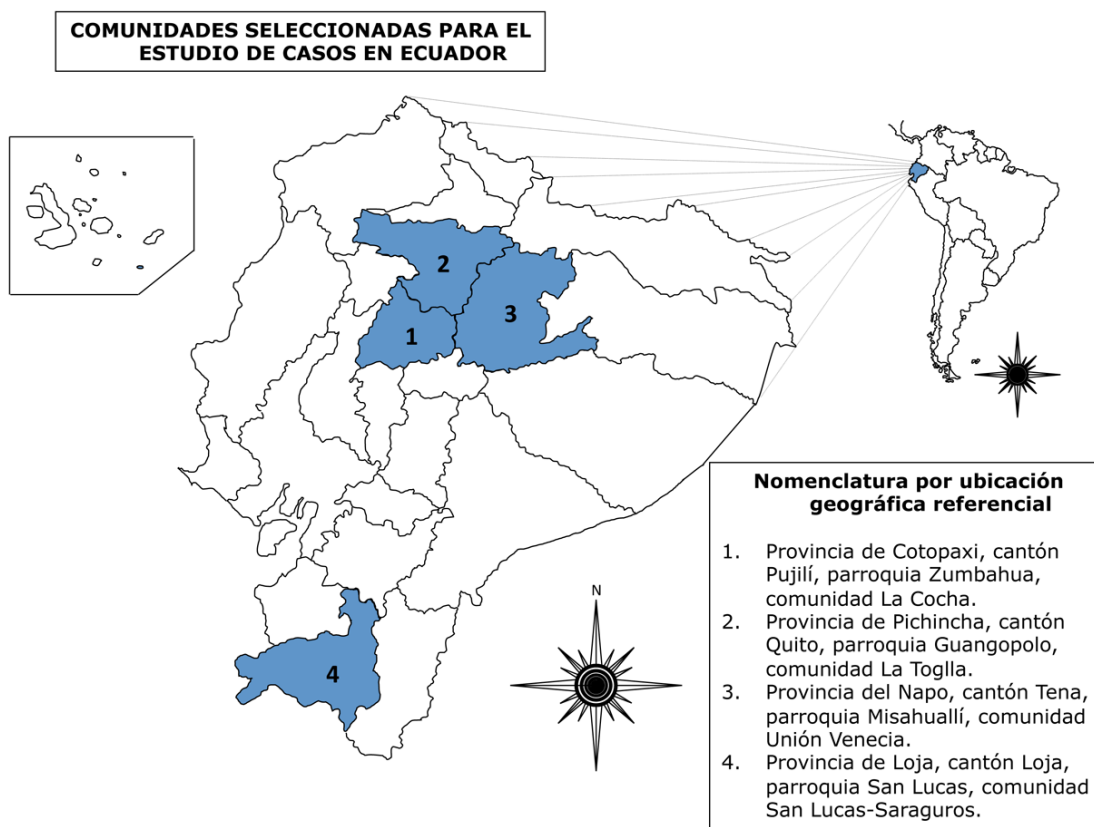 COMUNIDADES SELECCIONADAS PARA EL
ESTUDIO DE CASOS EN ECUADOR
2
3
1
4
N
Nomenclatura por ubicación
geográfica referencial
1. Provincia de Cotopaxi, cantón
Pujilí, parroquia Zumbahua,
comunidad La Cocha.
2. Provincia de Pichincha, cantón
Quito, parroquia Guangopolo,
comunidad La Toglla.
3. Provincia del Napo, cantón Tena,
parroquia Misahuallí, comunidad
Unión Venecia.
4. Provincia de Loja, cantón Loja,
parroquia San Lucas, comunidad
San Lucas-Saraguros.